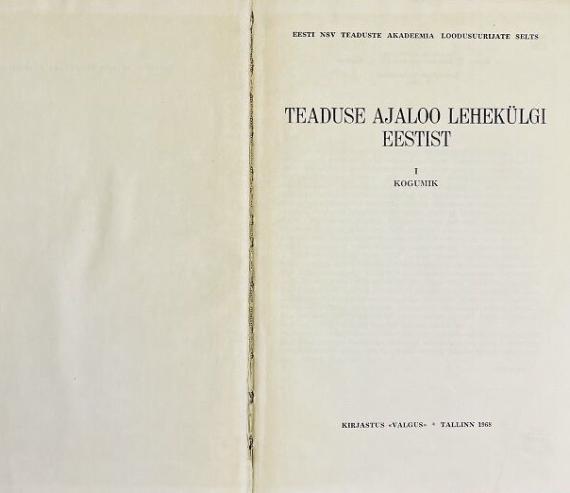 EESTI NSV TEADUSTE AKADEEMIA LOODUSUURIJATE SELTS
TEADUSE AJALOO LEHEKÜLGI
EESTIST
I
KOGUMIK
KIRJASTUS «VALGUS» * TALLINN 1968